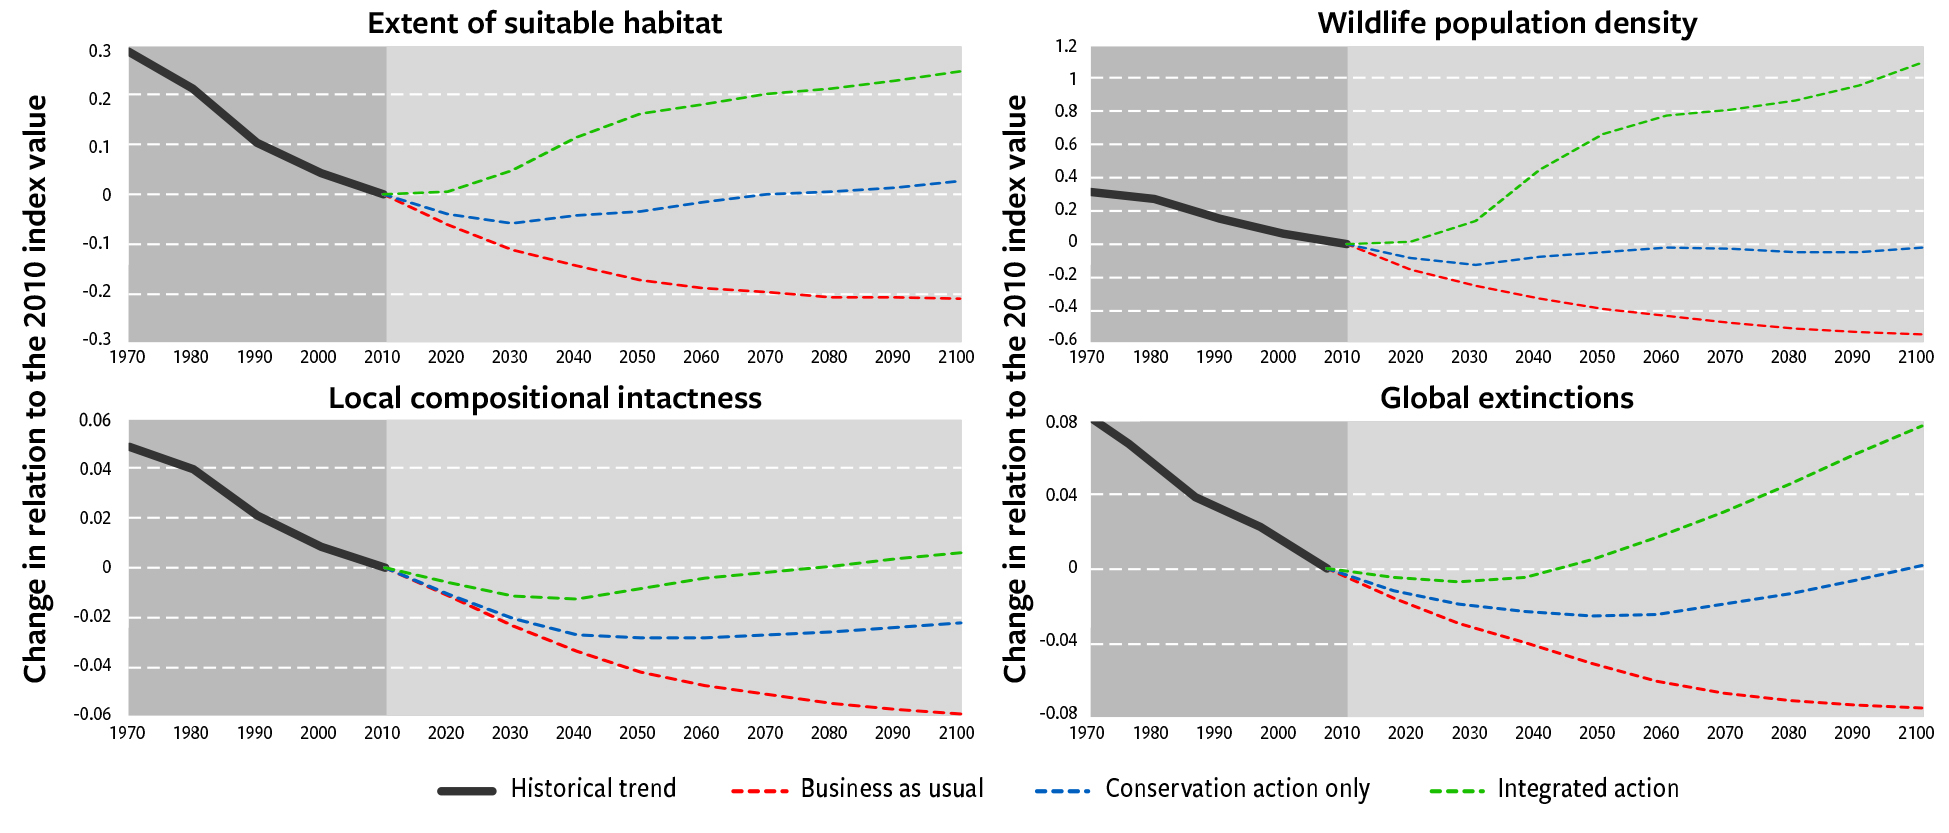 Extent of suitable habitat
Wildlife population density
Change in relation to the 2010 index value
0.3
0.2
0.1
0
-0.1
-0.2
-0.3
1970 1980 1990 2000 2010 2020 2030 2040 2050 2060 2070 2080 2090 2100
Change in relation to the 2010 index value
1.2
1
0.8
0.6
0.4
0.2
0
-0.2
-0.4
-0.6
1970 1980 1990 2000 2010 2020 2030 2040 2050 2060 2070 2080 2090 2100
Local compositional intactness
0.06
0.04
0.02
0
-0.02
-0.04
-0.06
1970 1980 1990 2000 2010 2020 2030 2040 2050 2060 2070 2080 2090 2100
Global extinctions
0.08
0.04
0
-0.04
-0.08
1970 1980 1990 2000 2010 2020 2030 2040 2050 2060 2070 2080 2090 2100
Historical trend Business as usual Conservation action only Integrated action